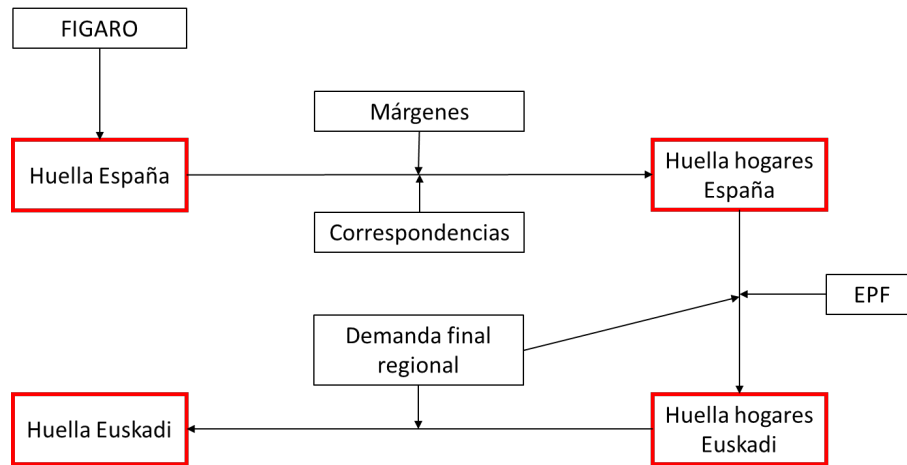 FIGARO
Márgenes
Huella España
Huella hogares
España
Correspondencias
EPF
Demanda final
regional
Huella Euskadi
Huella hogares
Euskadi